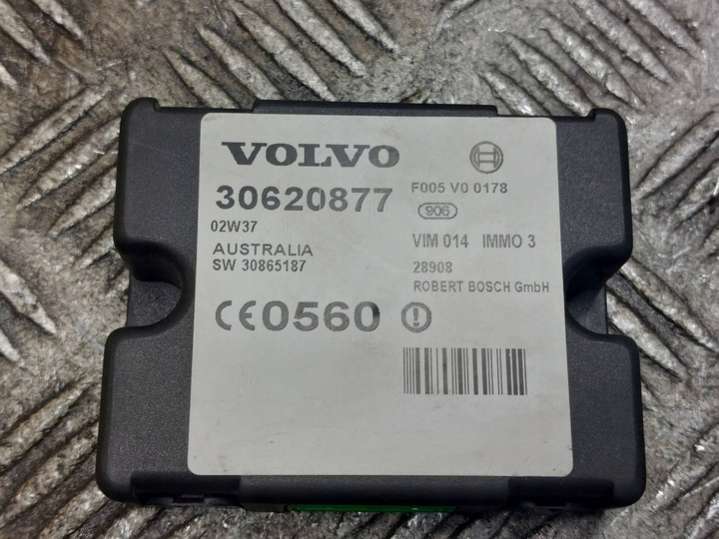 VOLVO
30620877
02W37
AUSTRALIA
SW 30865187
CE0560
F005 V0 0178
906
VIM 014 IMMO 3
28908
ROBERT BOSCH GmbH